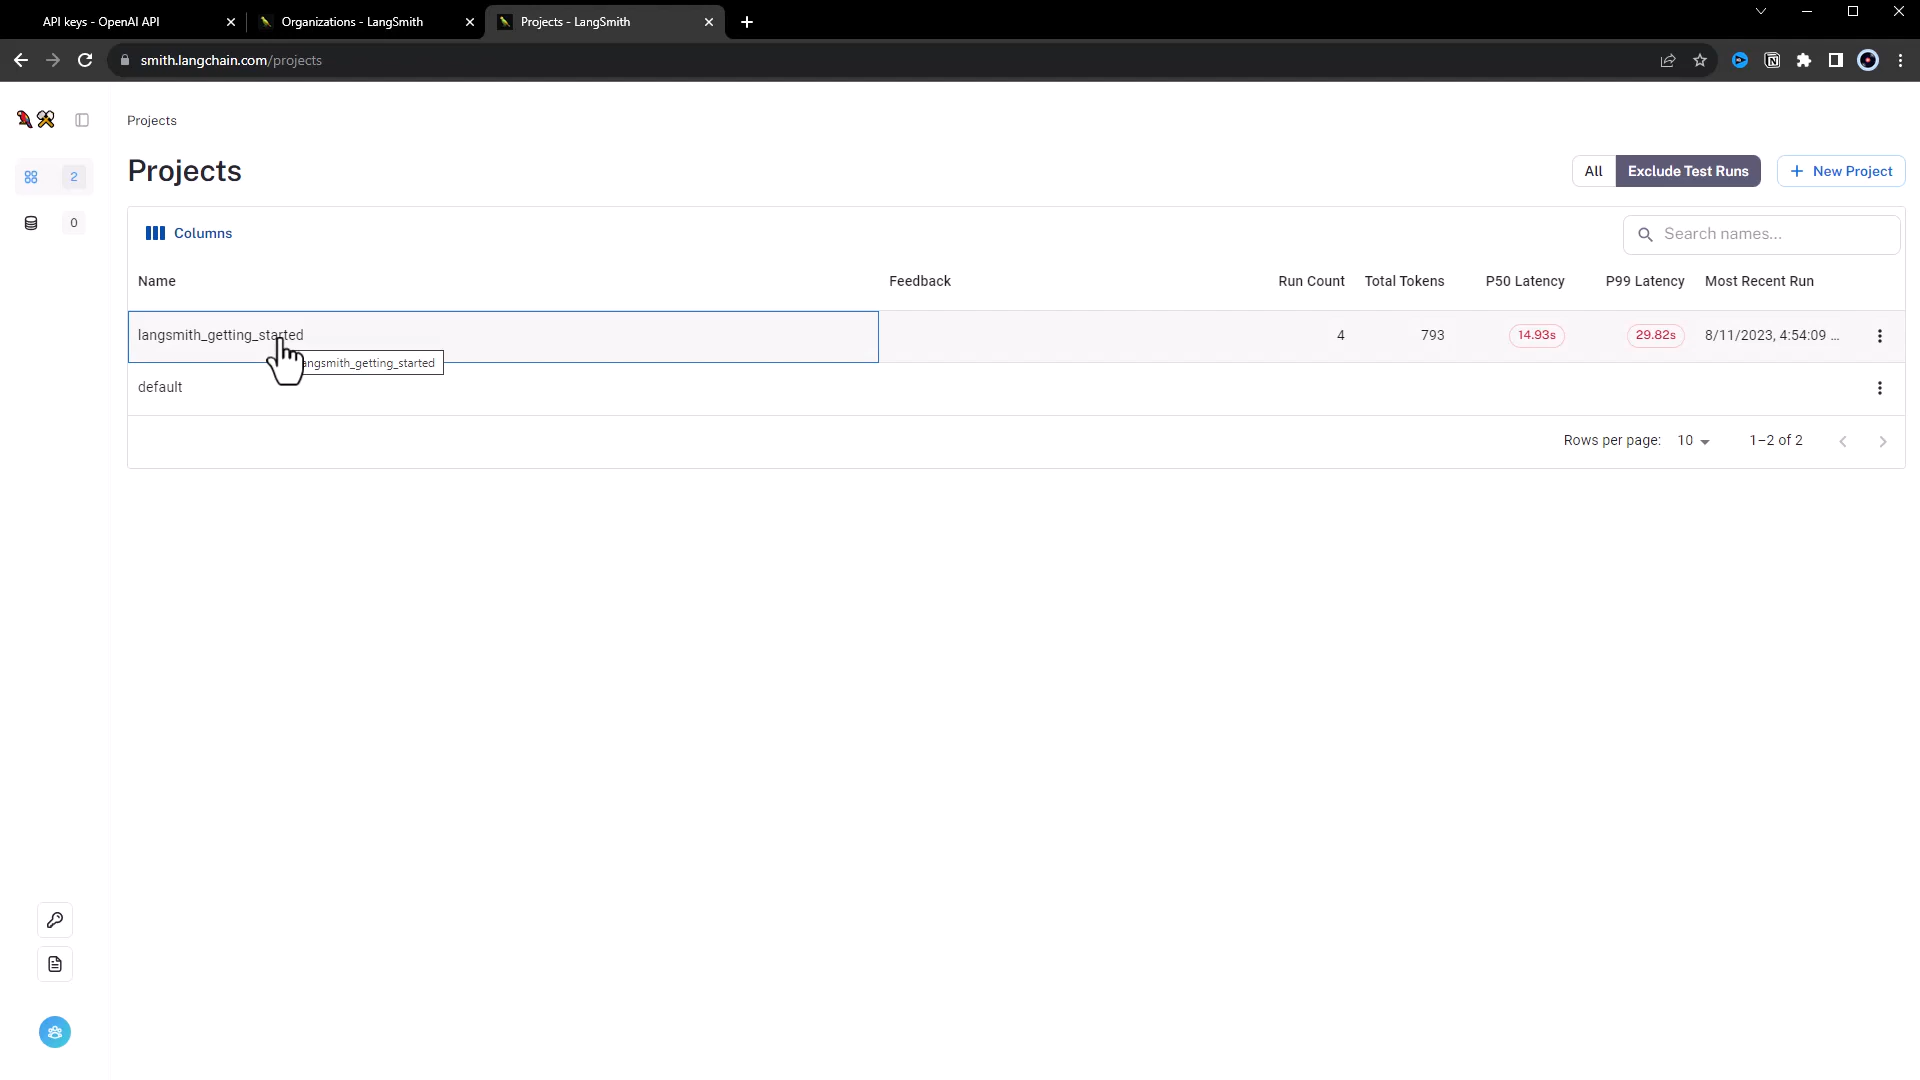 API keys - OpenAI API
Organizations - LangSmith
Projects - LangSmith
smith.langchain.com/projects
Projects
2
0
Projects
All
Exclude Test Runs
New Project
Columns
Search names...
Name
Feedback
Run Count
Total Tokens
P50 Latency
P99 Latency
Most Recent Run
langsmith_getting_started
4
793
14.93s
29.82s
8/11/2023, 4:54:09 ...
angsmith_getting_started
default
Rows per page:
10
1–2 of 2